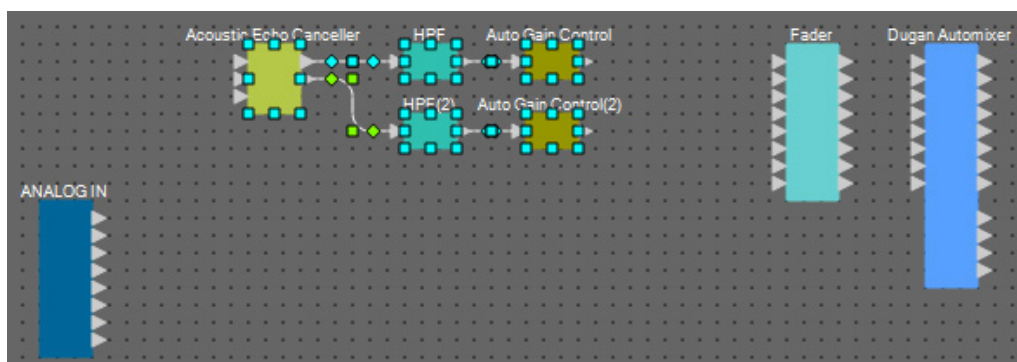 Acoustic Echo Canceller
HPF
Auto Gain Control
Fader
Dugan Automixer
HPF(2)
Auto Gain Control(2)
ANALOG IN